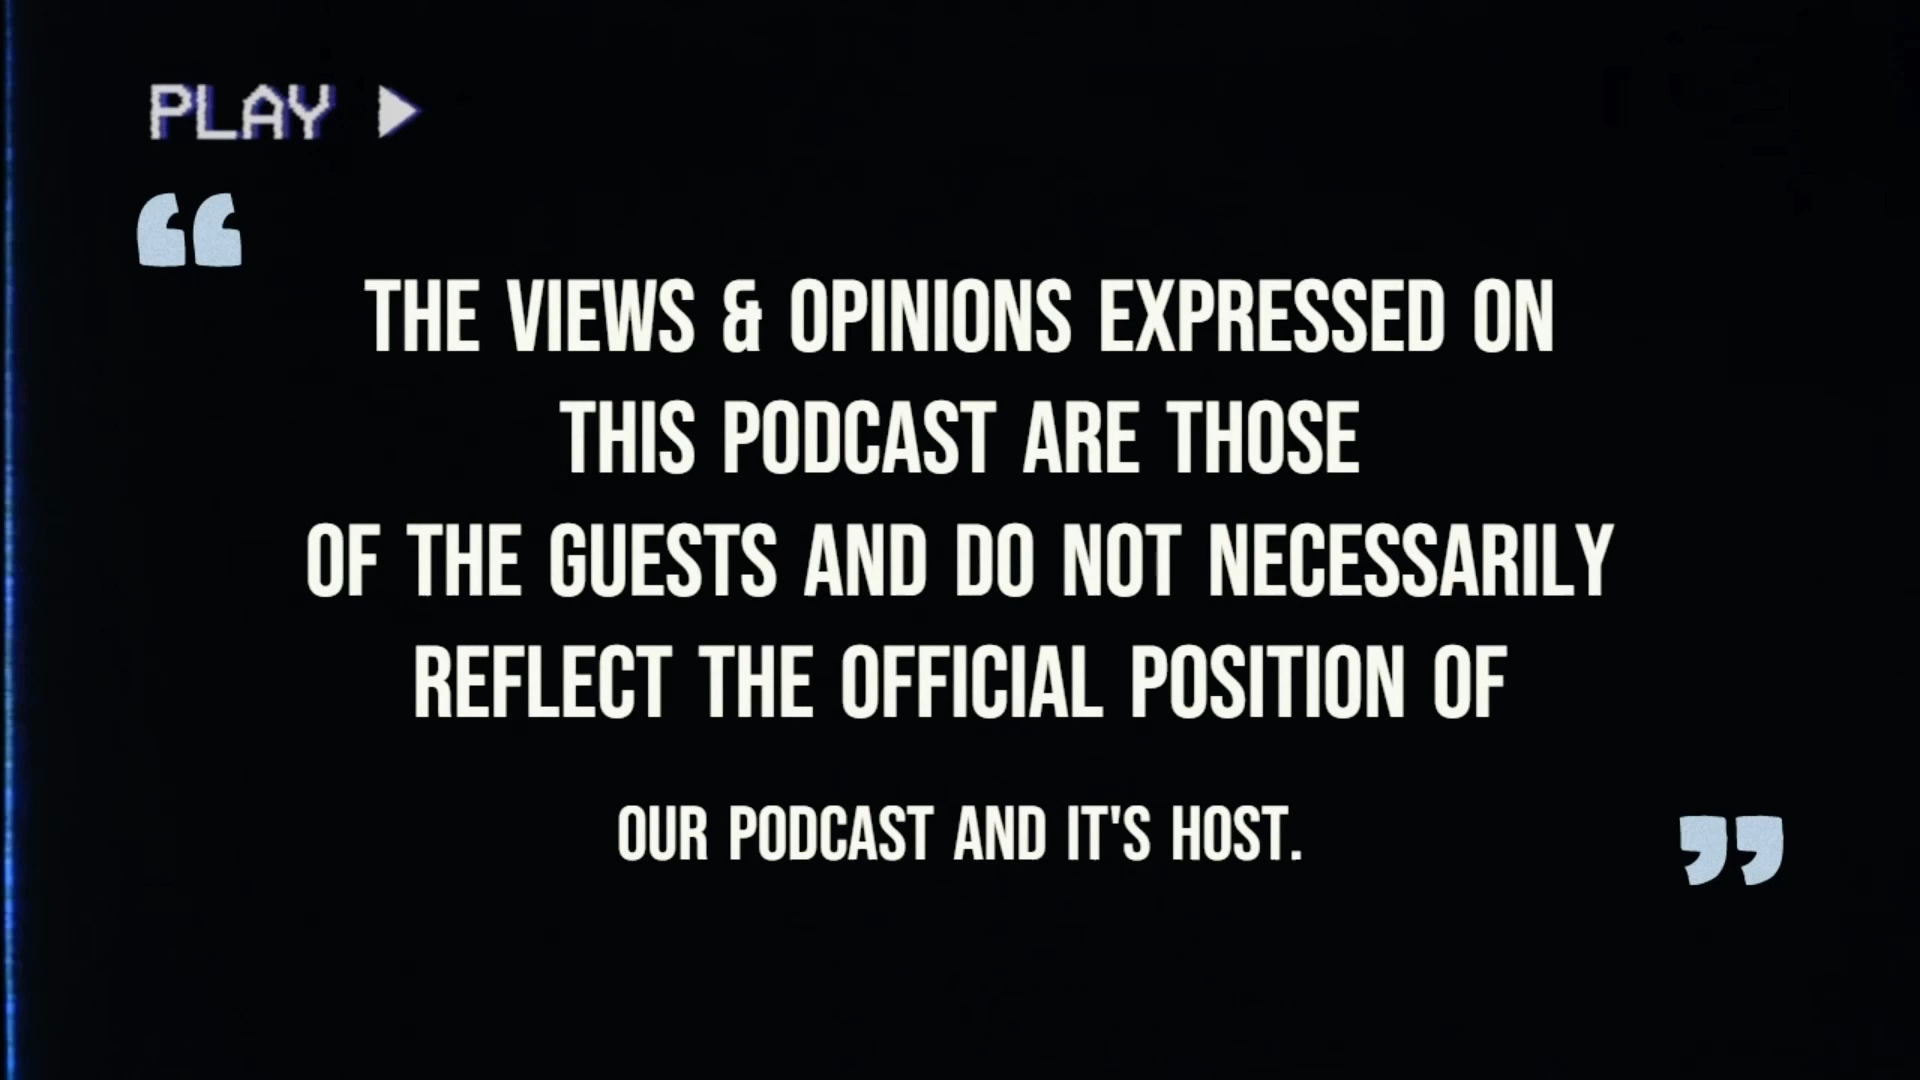 PLAY
“
THE VIEWS & OPINIONS EXPRESSED ON
THIS PODCAST ARE THOSE
OF THE GUESTS AND DO NOT NECESSARILY
REFLECT THE OFFICIAL POSITION OF
OUR PODCAST AND IT'S HOST.
”